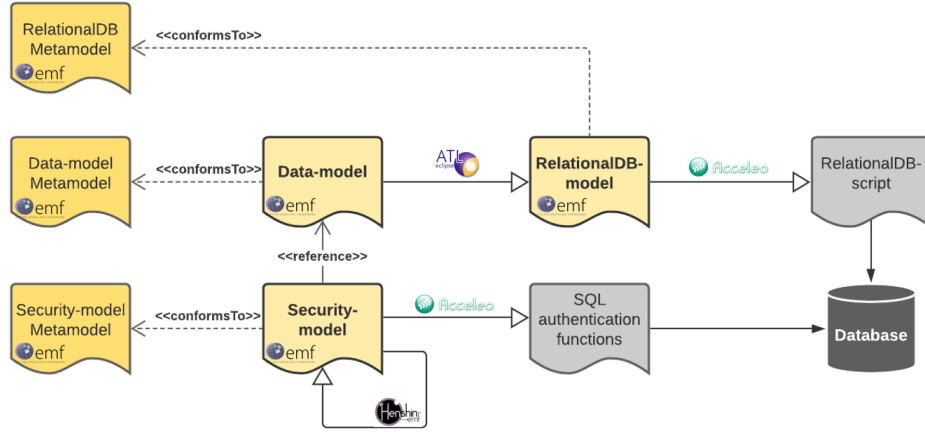 RelationalDB
Metamodel
emf
<<conformsTo>>
Data-model
Metamodel
emf
<<conformsTo>>
Data-model
ATL
eclipse
RelationalDB-
model
emf
Acceleo
RelationalDB-
script
<<reference>>
Security-model
Metamodel
emf
<<conformsTo>>
Security-
model
emf
Acceleo
SQL
authentication
functions
Database
Henshin
emf